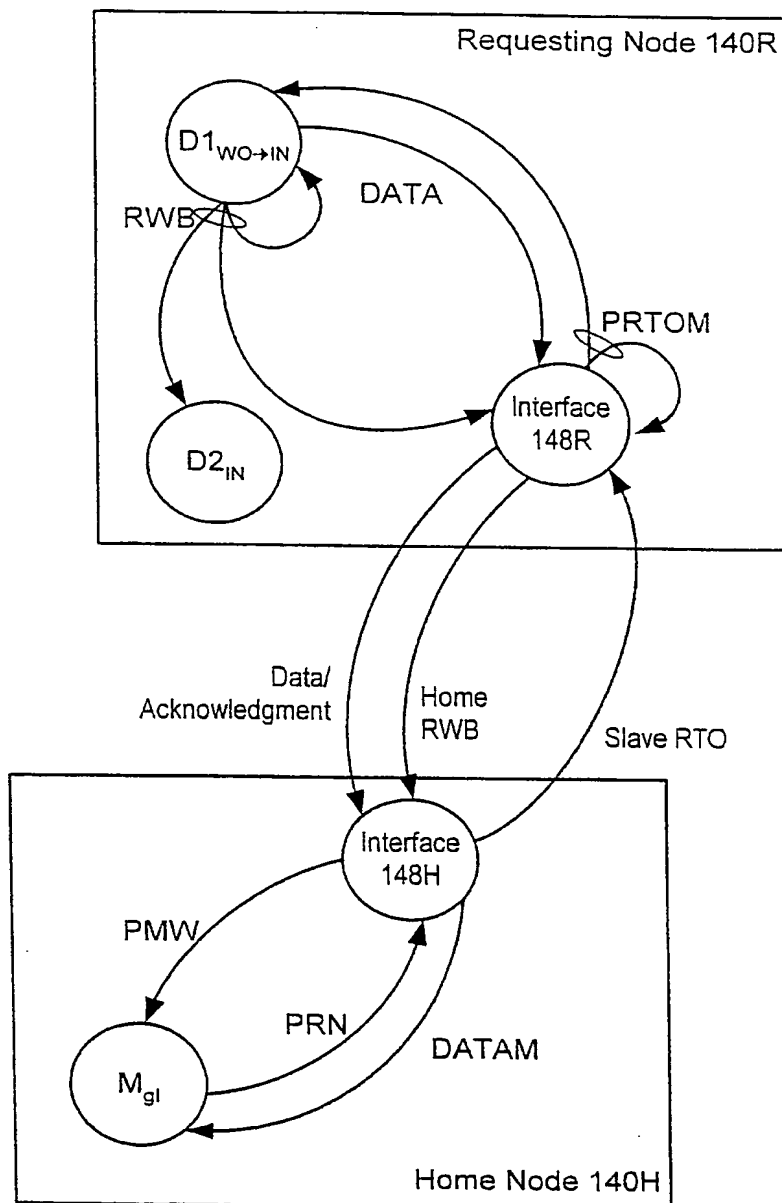 Requesting Node 140R
D1WO→IN
RWB
DATA
PRTOM
Interface
148R
D2IN
Data/
Acknowledgment
Home
RWB
Slave RTO
Interface
148H
PMW
PRN
DATAM
MgI
Home Node 140H